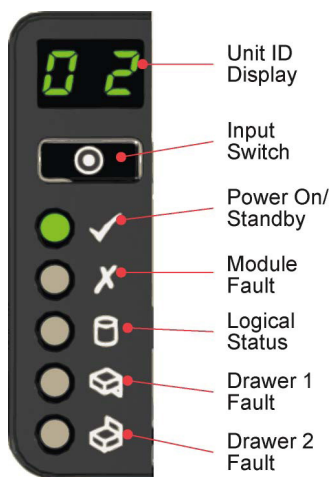 02
Unit ID
Display
Input
Switch
Power On/
Standby
Module
Fault
Logical
Status
Drawer 1
Fault
Drawer 2
Fault